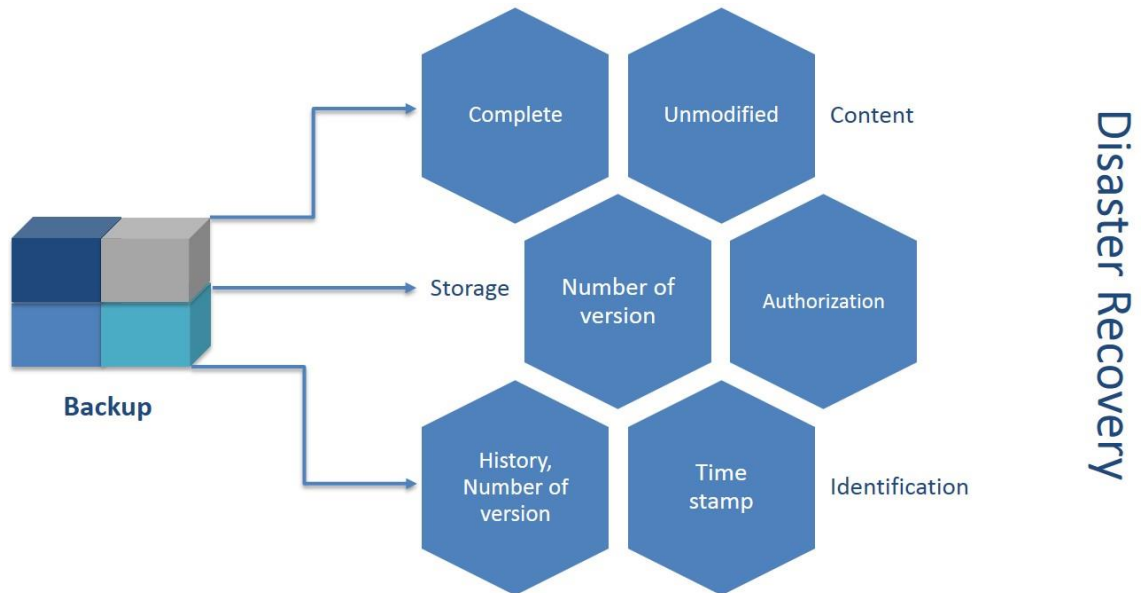 Complete
Unmodified
Content
Storage
Number of
version
Authorization
Backup
History,
Number of
version
Time
stamp
Identification
Disaster Recovery